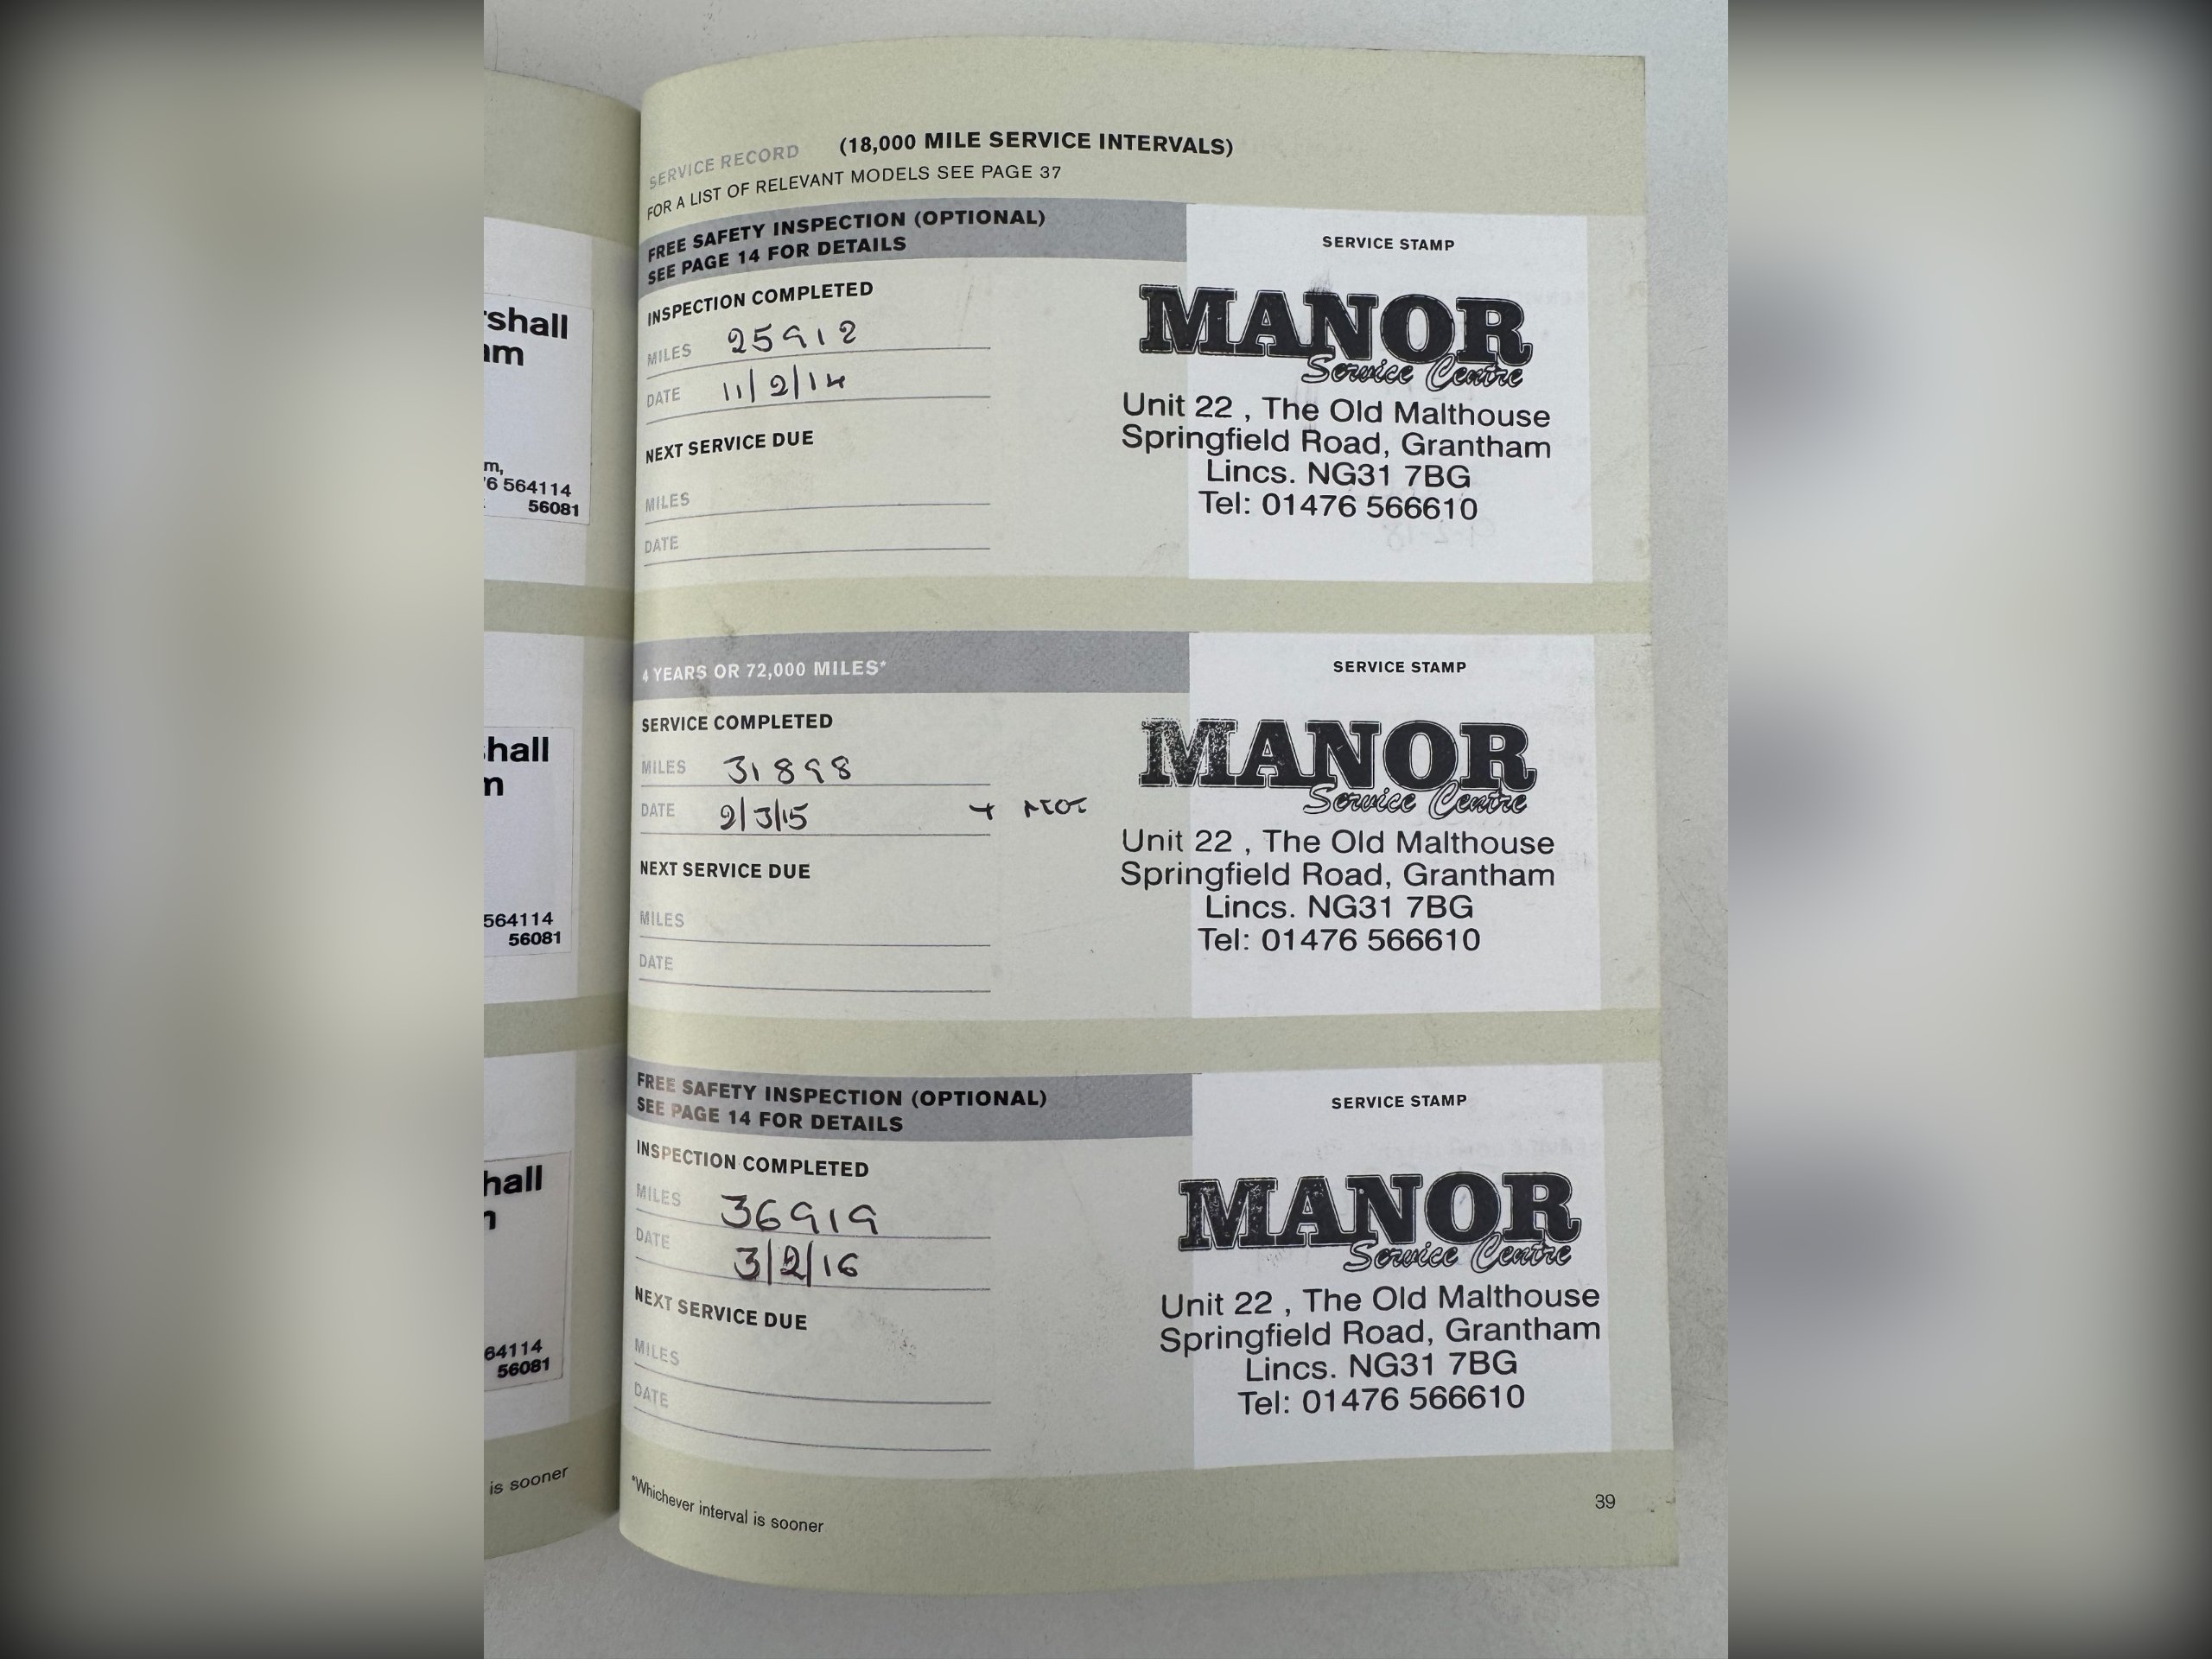 shall
am
m,
6 564114
56081
hall
m
564114
56081
hall
64114
56081
is sooner
SERVICE RECORD (18,000 MILE SERVICE INTERVALS)
FOR A LIST OF RELEVANT MODELS SEE PAGE 37
FREE SAFETY INSPECTION (OPTIONAL)
SEE PAGE 14 FOR DETAILS
INSPECTION COMPLETED
MILES 25912
DATE 11/2/14
NEXT SERVICE DUE
MILES
DATE
SERVICE STAMP
MANOR
Service Centre
Unit 22 , The Old Malthouse
Springfield Road, Grantham
Lincs. NG31 7BG
Tel: 01476 566610
4 YEARS OR 72,000 MILES*
SERVICE COMPLETED
MILES 31898
DATE 2/3/15 + MOT
NEXT SERVICE DUE
MILES
DATE
SERVICE STAMP
MANOR
Service Centre
Unit 22 , The Old Malthouse
Springfield Road, Grantham
Lincs. NG31 7BG
Tel: 01476 566610
FREE SAFETY INSPECTION (OPTIONAL)
SEE PAGE 14 FOR DETAILS
INSPECTION COMPLETED
MILES 36919
DATE 3/2/16
NEXT SERVICE DUE
MILES
DATE
SERVICE STAMP
MANOR
Service Centre
Unit 22 , The Old Malthouse
Springfield Road, Grantham
Lincs. NG31 7BG
Tel: 01476 566610
*Whichever interval is sooner
39